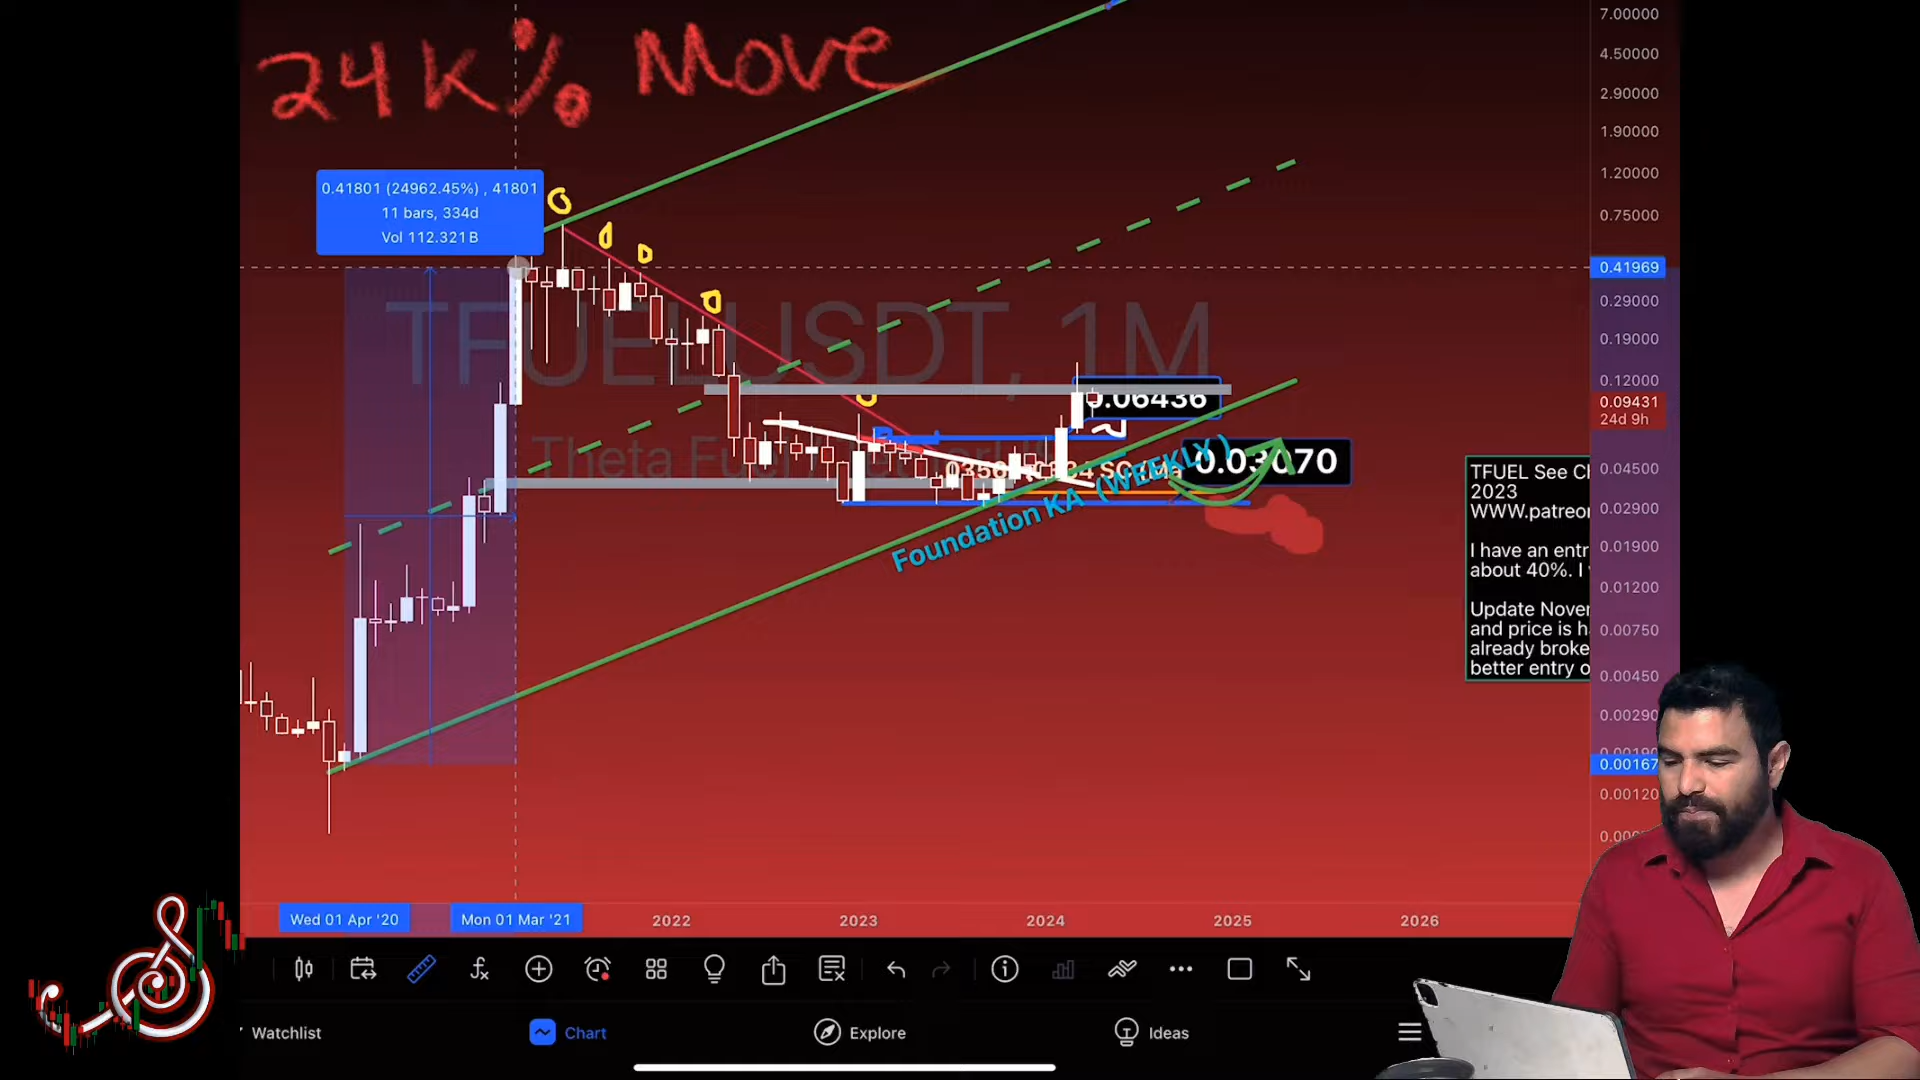 24K% Move
7.00000
4.50000
2.90000
1.90000
1.20000
0.75000
0.41969
0.29000
0.19000
0.12000
0.09431
24d 9h
0.04500
0.02900
0.01900
0.01200
0.00750
0.00450
0.00290
0.00167
0.00120
0.41801 (24962.45%) , 41801
11 bars, 334d
Vol 112.321B
TFUELUSDT, 1M
Theta Fuel
0.06436
0.03070
Foundation KA (WEEKLY)
TFUEL See Ch
2023
WWW.patreon
I have an entr
about 40%. I
Update Nover
and price is h
already broke
better entry o
Wed 01 Apr '20
Mon 01 Mar '21
2022
2023
2024
2025
2026
Watchlist
Chart
Explore
Ideas